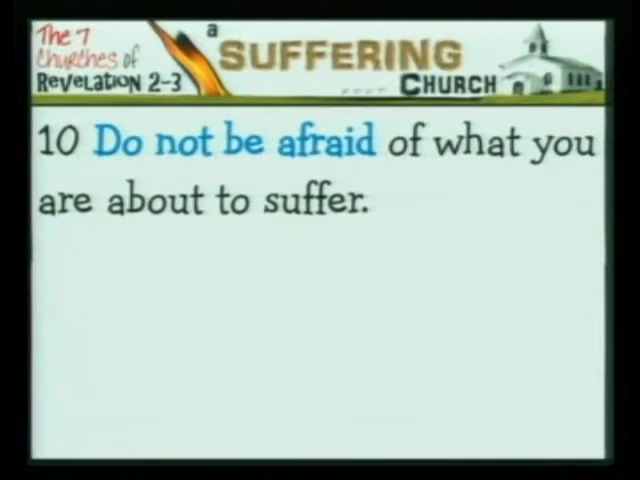 The 7
Churches of
Revelation 2-3
a
SUFFERING
CHURCH
10 Do not be afraid of what you
are about to suffer.